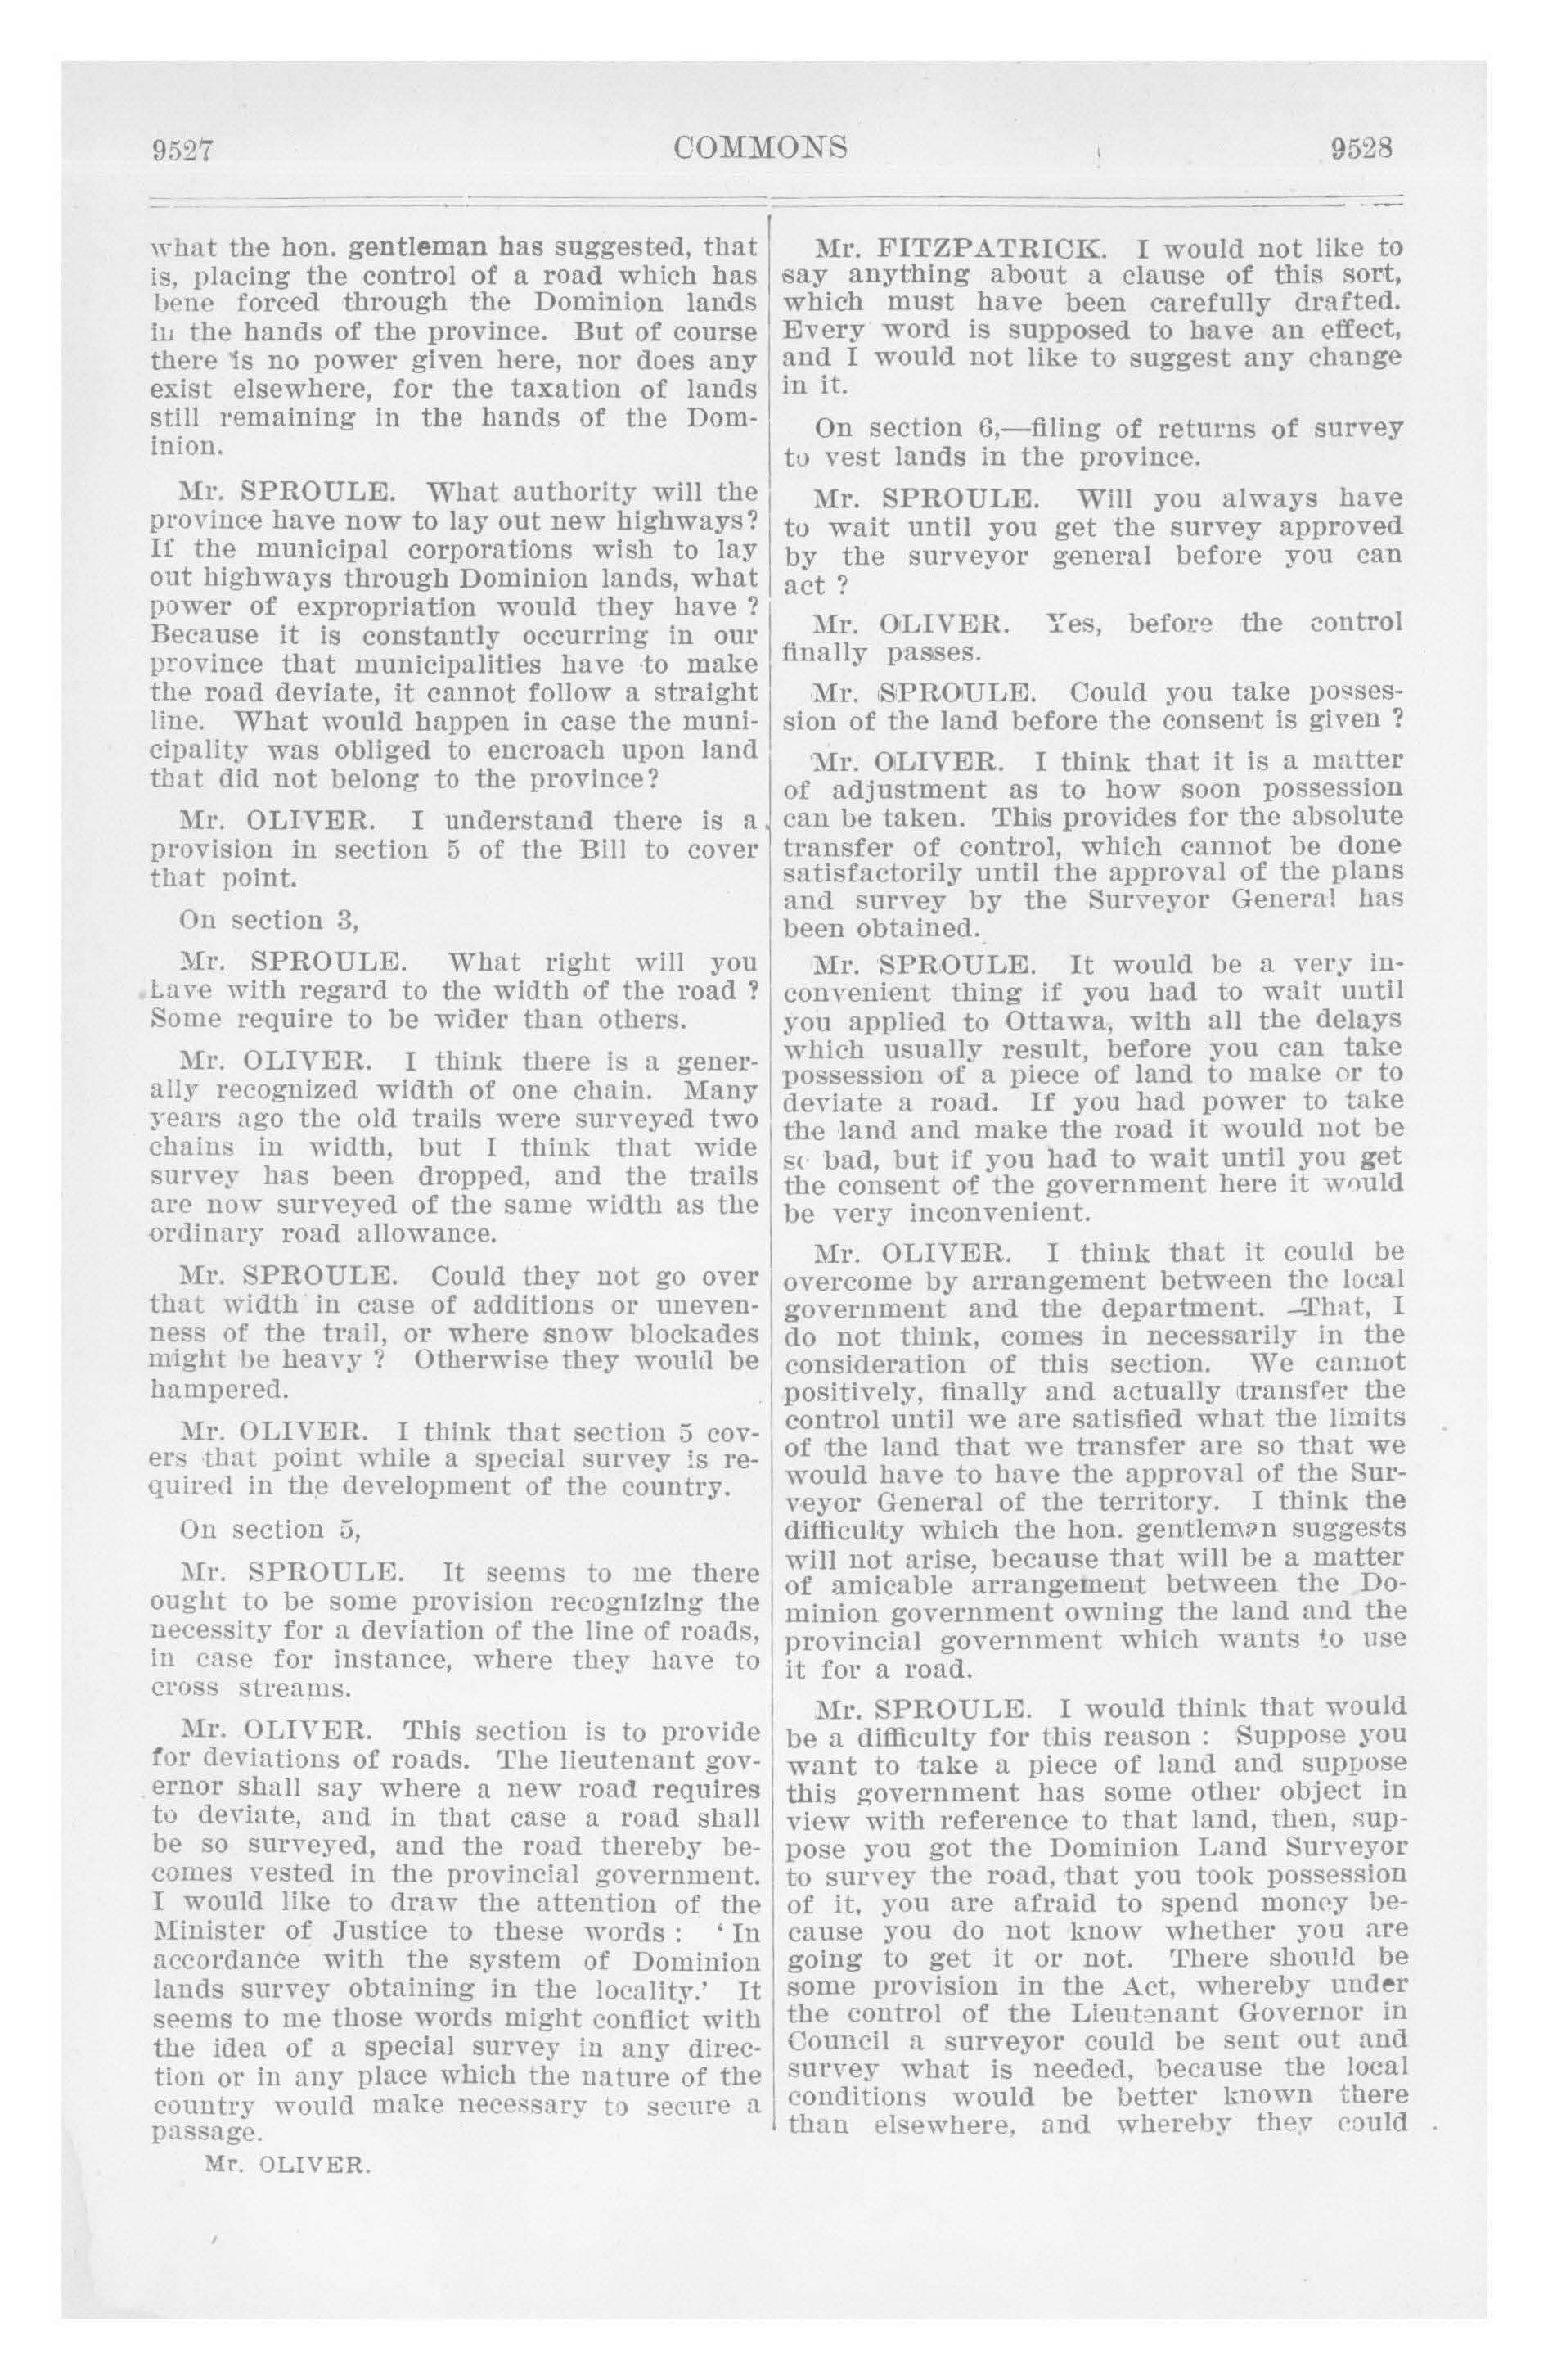 9527
COMMONS
9528
what the hon. gentleman has suggested, that
is, placing the control of a road which has
bene forced through the Dominion lands
in the hands of the province. But of course
there is no power given here, nor does any
exist elsewhere, for the taxation of lands
still remaining in the hands of the Dom-
inion.
Mr. SPROULE. What authority will the
province have now to lay out new highways?
If the municipal corporations wish to lay
out highways through Dominion lands, what
power of expropriation would they have ?
Because it is constantly occurring in our
province that municipalities have to make
the road deviate, it cannot follow a straight
line. What would happen in case the muni-
cipality was obliged to encroach upon land
that did not belong to the province?
Mr. OLIVER. I understand there is a
provision in section 5 of the Bill to cover
that point.
On section 3,
Mr. SPROULE. What right will you
have with regard to the width of the road ?
Some require to be wider than others.
Mr. OLIVER. I think there is a gener-
ally recognized width of one chain. Many
years ago the old trails were surveyed two
chains in width, but I think that wide
survey has been dropped, and the trails
are now surveyed of the same width as the
ordinary road allowance.
Mr. SPROULE. Could they not go over
that width in case of additions or uneven-
ness of the trail, or where snow blockades
might be heavy ? Otherwise they would be
hampered.
Mr. OLIVER. I think that section 5 cov-
ers that point while a special survey is re-
quired in the development of the country.
On section 5,
Mr. SPROULE. It seems to me there
ought to be some provision recognizing the
necessity for a deviation of the line of roads,
in case for instance, where they have to
cross streams.
Mr. OLIVER. This section is to provide
for deviations of roads. The lieutenant gov-
ernor shall say where a new road requires
to deviate, and in that case a road shall
be so surveyed, and the road thereby be-
comes vested in the provincial government.
I would like to draw the attention of the
Minister of Justice to these words : ‘ In
accordance with the system of Dominion
lands survey obtaining in the locality.’ It
seems to me those words might conflict with
the idea of a special survey in any direc-
tion or in any place which the nature of the
country would make necessary to secure a
passage.
Mr. OLIVER.
Mr. FITZPATRICK. I would not like to
say anything about a clause of this sort,
which must have been carefully drafted.
Every word is supposed to have an effect,
and I would not like to suggest any change
in it.
On section 6,—filing of returns of survey
to vest lands in the province.
Mr. SPROULE. Will you always have
to wait until you get the survey approved
by the surveyor general before you can
act ?
Mr. OLIVER. Yes, before the control
finally passes.
Mr. SPROULE. Could you take posses-
sion of the land before the consent is given ?
Mr. OLIVER. I think that it is a matter
of adjustment as to how soon possession
can be taken. This provides for the absolute
transfer of control, which cannot be done
satisfactorily until the approval of the plans
and survey by the Surveyor General has
been obtained.
Mr. SPROULE. It would be a very in-
convenient thing if you had to wait until
you applied to Ottawa, with all the delays
which usually result, before you can take
possession of a piece of land to make or to
deviate a road. If you had power to take
the land and make the road it would not be
so bad, but if you had to wait until you get
the consent of the government here it would
be very inconvenient.
Mr. OLIVER. I think that it could be
overcome by arrangement between the local
government and the department. That, I
do not think, comes in necessarily in the
consideration of this section. We cannot
positively, finally and actually transfer the
control until we are satisfied what the limits
of the land that we transfer are so that we
would have to have the approval of the Sur-
veyor General of the territory. I think the
difficulty which the hon. gentleman suggests
will not arise, because that will be a matter
of amicable arrangement between the Do-
minion government owning the land and the
provincial government which wants to use
it for a road.
Mr. SPROULE. I would think that would
be a difficulty for this reason : Suppose you
want to take a piece of land and suppose
this government has some other object in
view with reference to that land, then, sup-
pose you got the Dominion Land Surveyor
to survey the road, that you took possession
of it, you are afraid to spend money be-
cause you do not know whether you are
going to get it or not. There should be
some provision in the Act, whereby under
the control of the Lieutenant Governor in
Council a surveyor could be sent out and
survey what is needed, because the local
conditions would be better known there
than elsewhere, and whereby they could